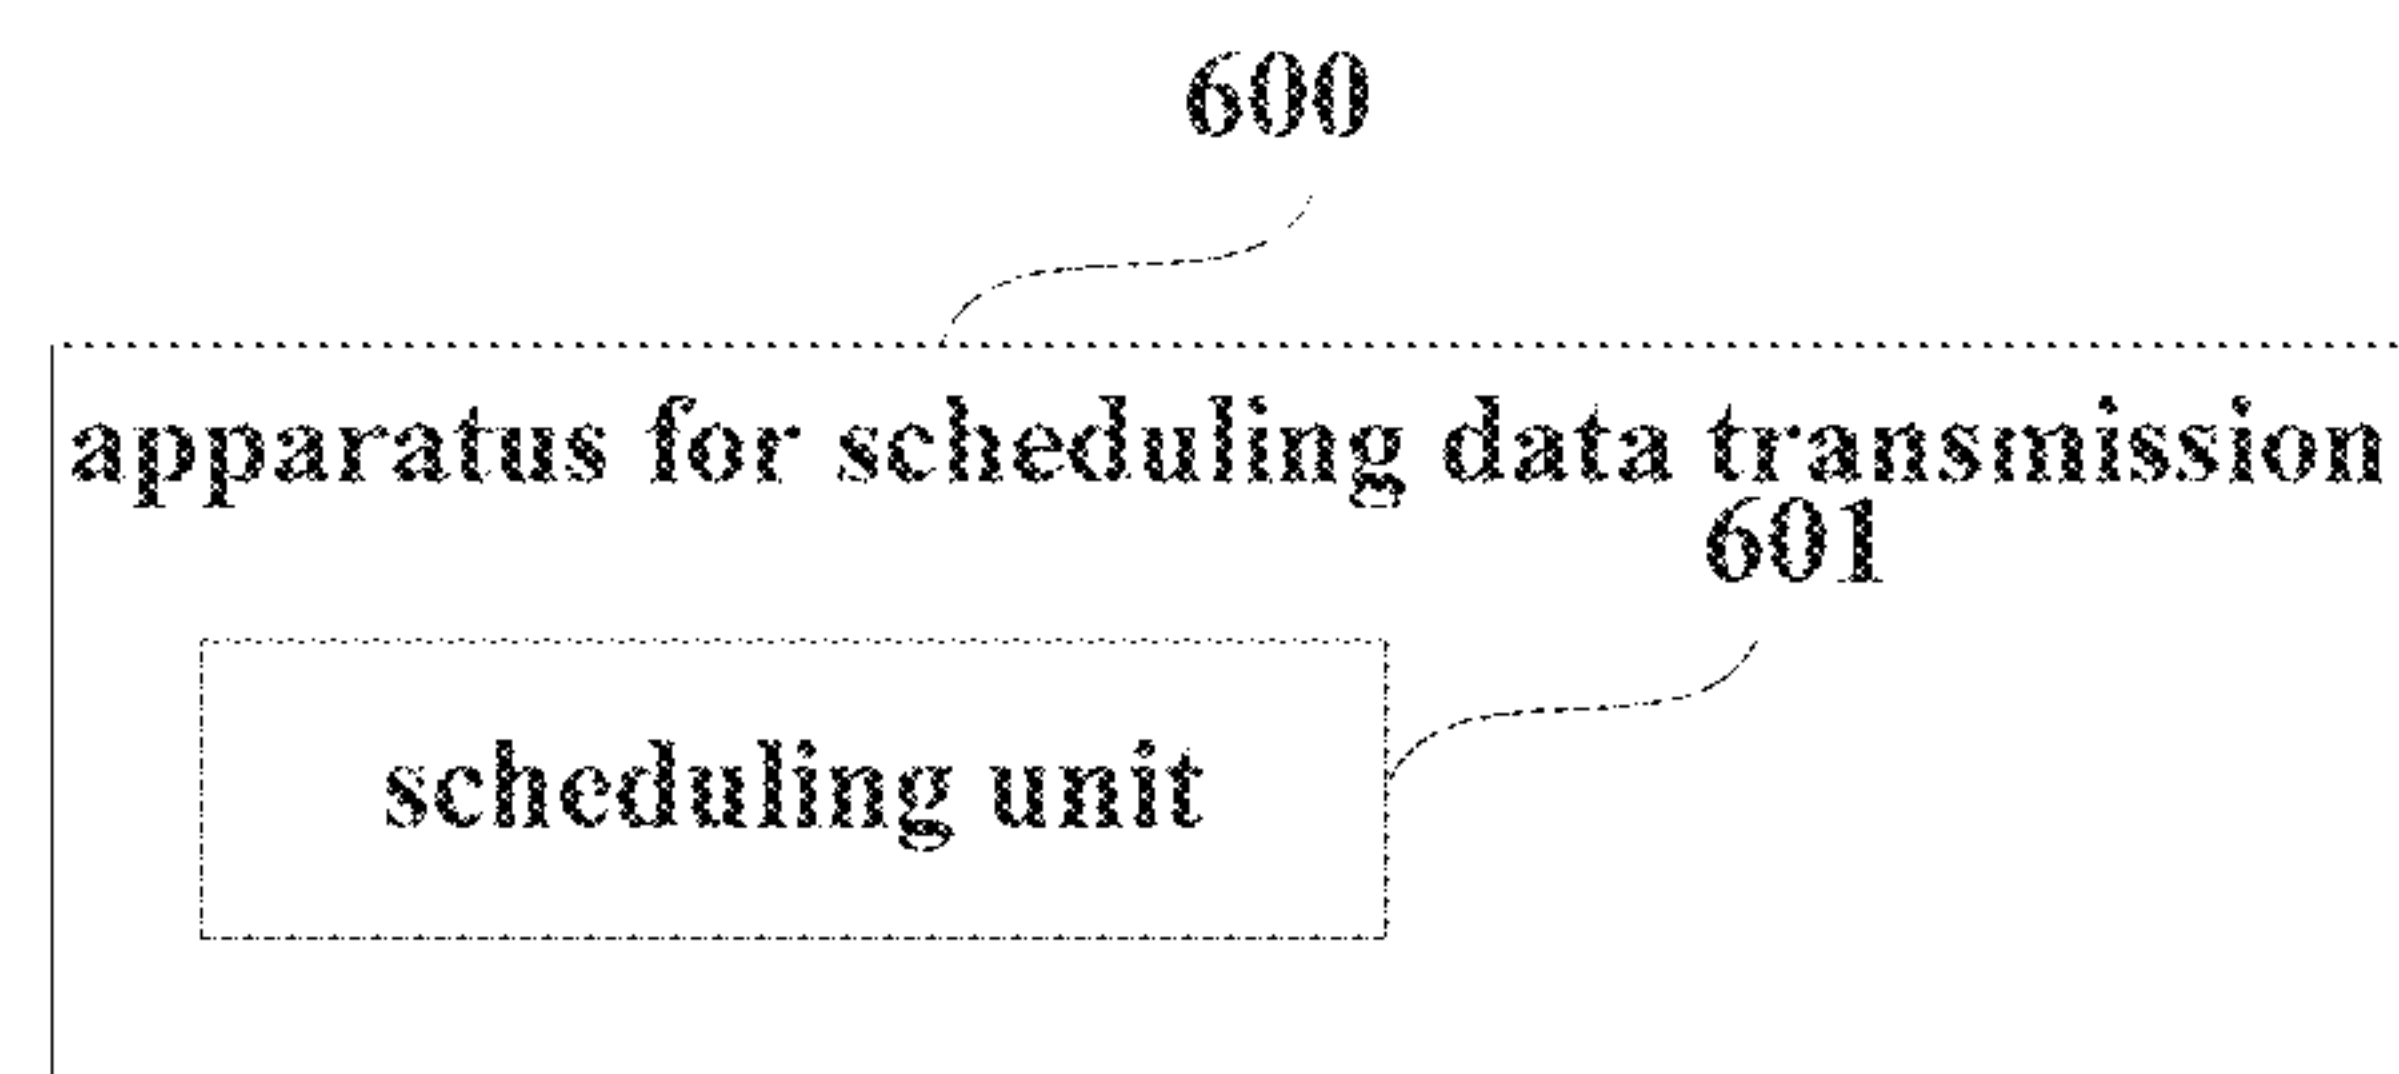 600
apparatus for scheduling data transmission
601
scheduling unit